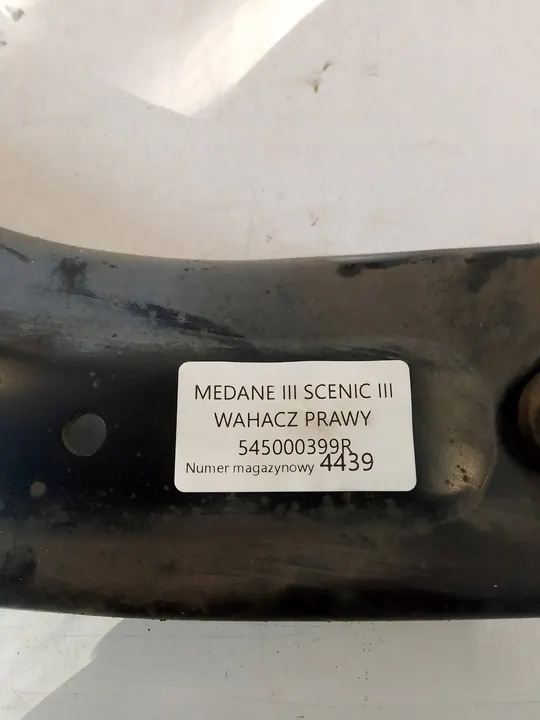 MEDANE III SCENIC III
WAHACZ PRAWY
545000399R
Numer magazynowy 4439